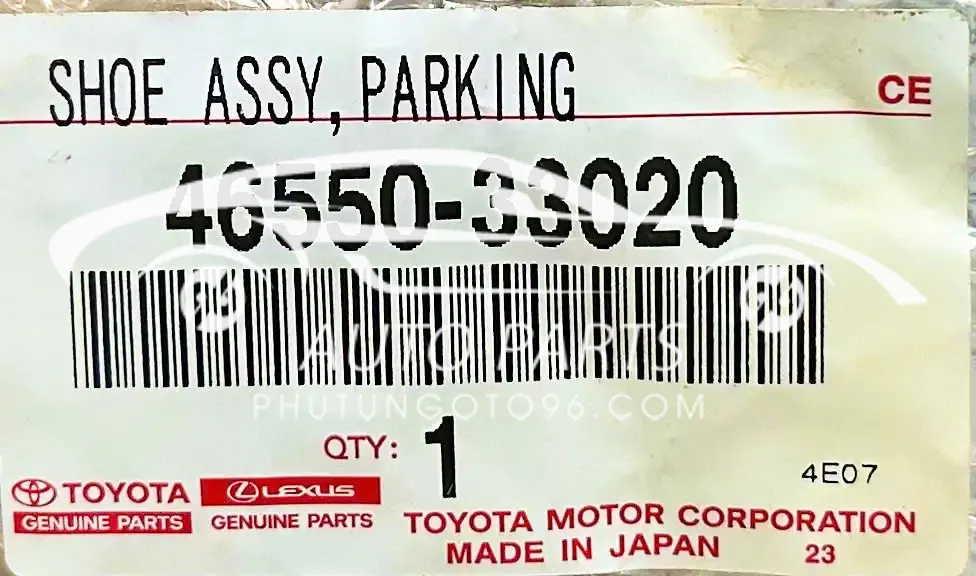 SHOE ASSY,PARKING
CE
46550-33020
AUTO PARTS
PHUTUNGOTO96.COM
QTY: 1
4E07
TOYOTA LEXUS
GENUINE PARTS GENUINE PARTS
TOYOTA MOTOR CORPORATION
MADE IN JAPAN 23